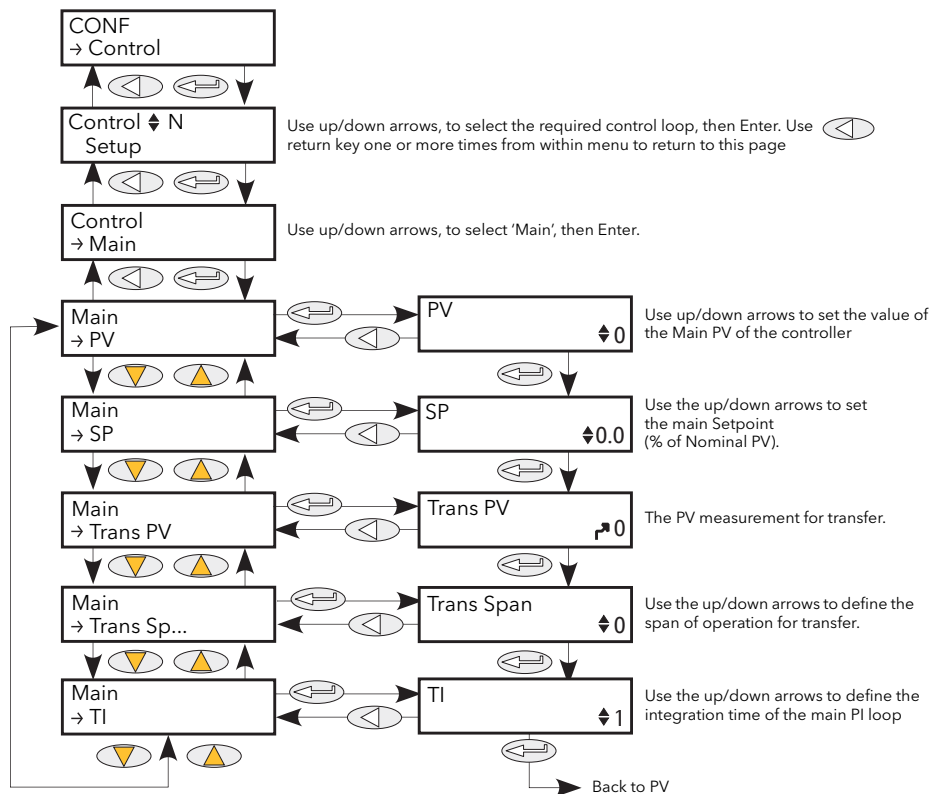 CONF
→ Control
Control ♦ N
Setup
Use up/down arrows, to select the required control loop, then Enter. Use
return key one or more times from within menu to return to this page
Control
→ Main
Use up/down arrows, to select 'Main', then Enter.
Main
→ PV
PV
♦0
Use up/down arrows to set the value of
the Main PV of the controller
Main
→ SP
SP
♦0.0
Use the up/down arrows to set
the main Setpoint
(% of Nominal PV).
Main
→ Trans PV
Trans PV
0
The PV measurement for transfer.
Main
→ Trans Sp...
Trans Span
♦0
Use the up/down arrows to define the
span of operation for transfer.
Main
→ TI
TI
♦1
Use the up/down arrows to define the
integration time of the main PI loop
Back to PV